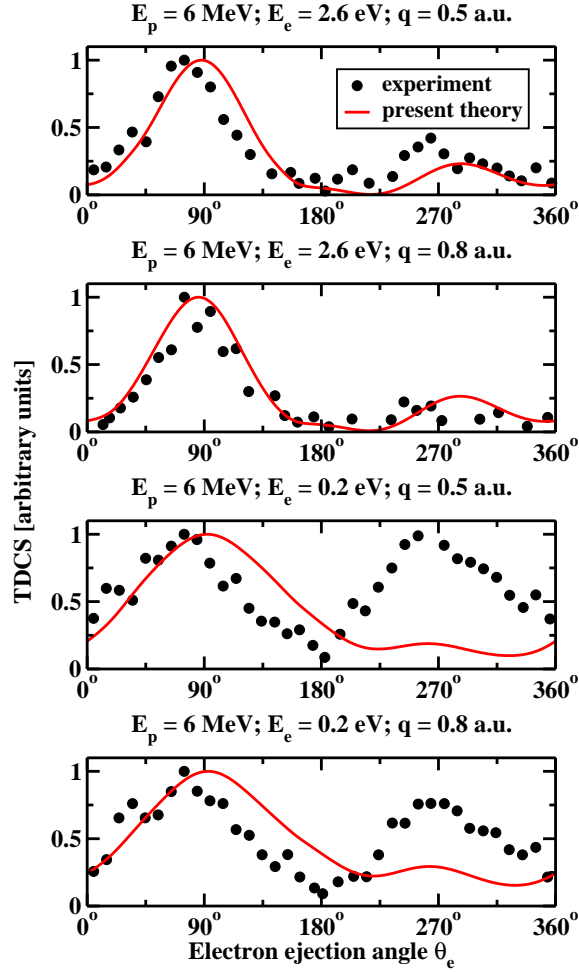 E_p = 6 MeV; E_e = 2.6 eV; q = 0.5 a.u.
1
0.5
0
experiment
present theory
0° 90° 180° 270° 360°
E_p = 6 MeV; E_e = 2.6 eV; q = 0.8 a.u.
1
0.5
0
0° 90° 180° 270° 360°
TDCS [arbitrary units]
E_p = 6 MeV; E_e = 0.2 eV; q = 0.5 a.u.
1
0.5
0
0° 90° 180° 270° 360°
E_p = 6 MeV; E_e = 0.2 eV; q = 0.8 a.u.
1
0.5
0
0° 90° 180° 270° 360°
Electron ejection angle θ_e